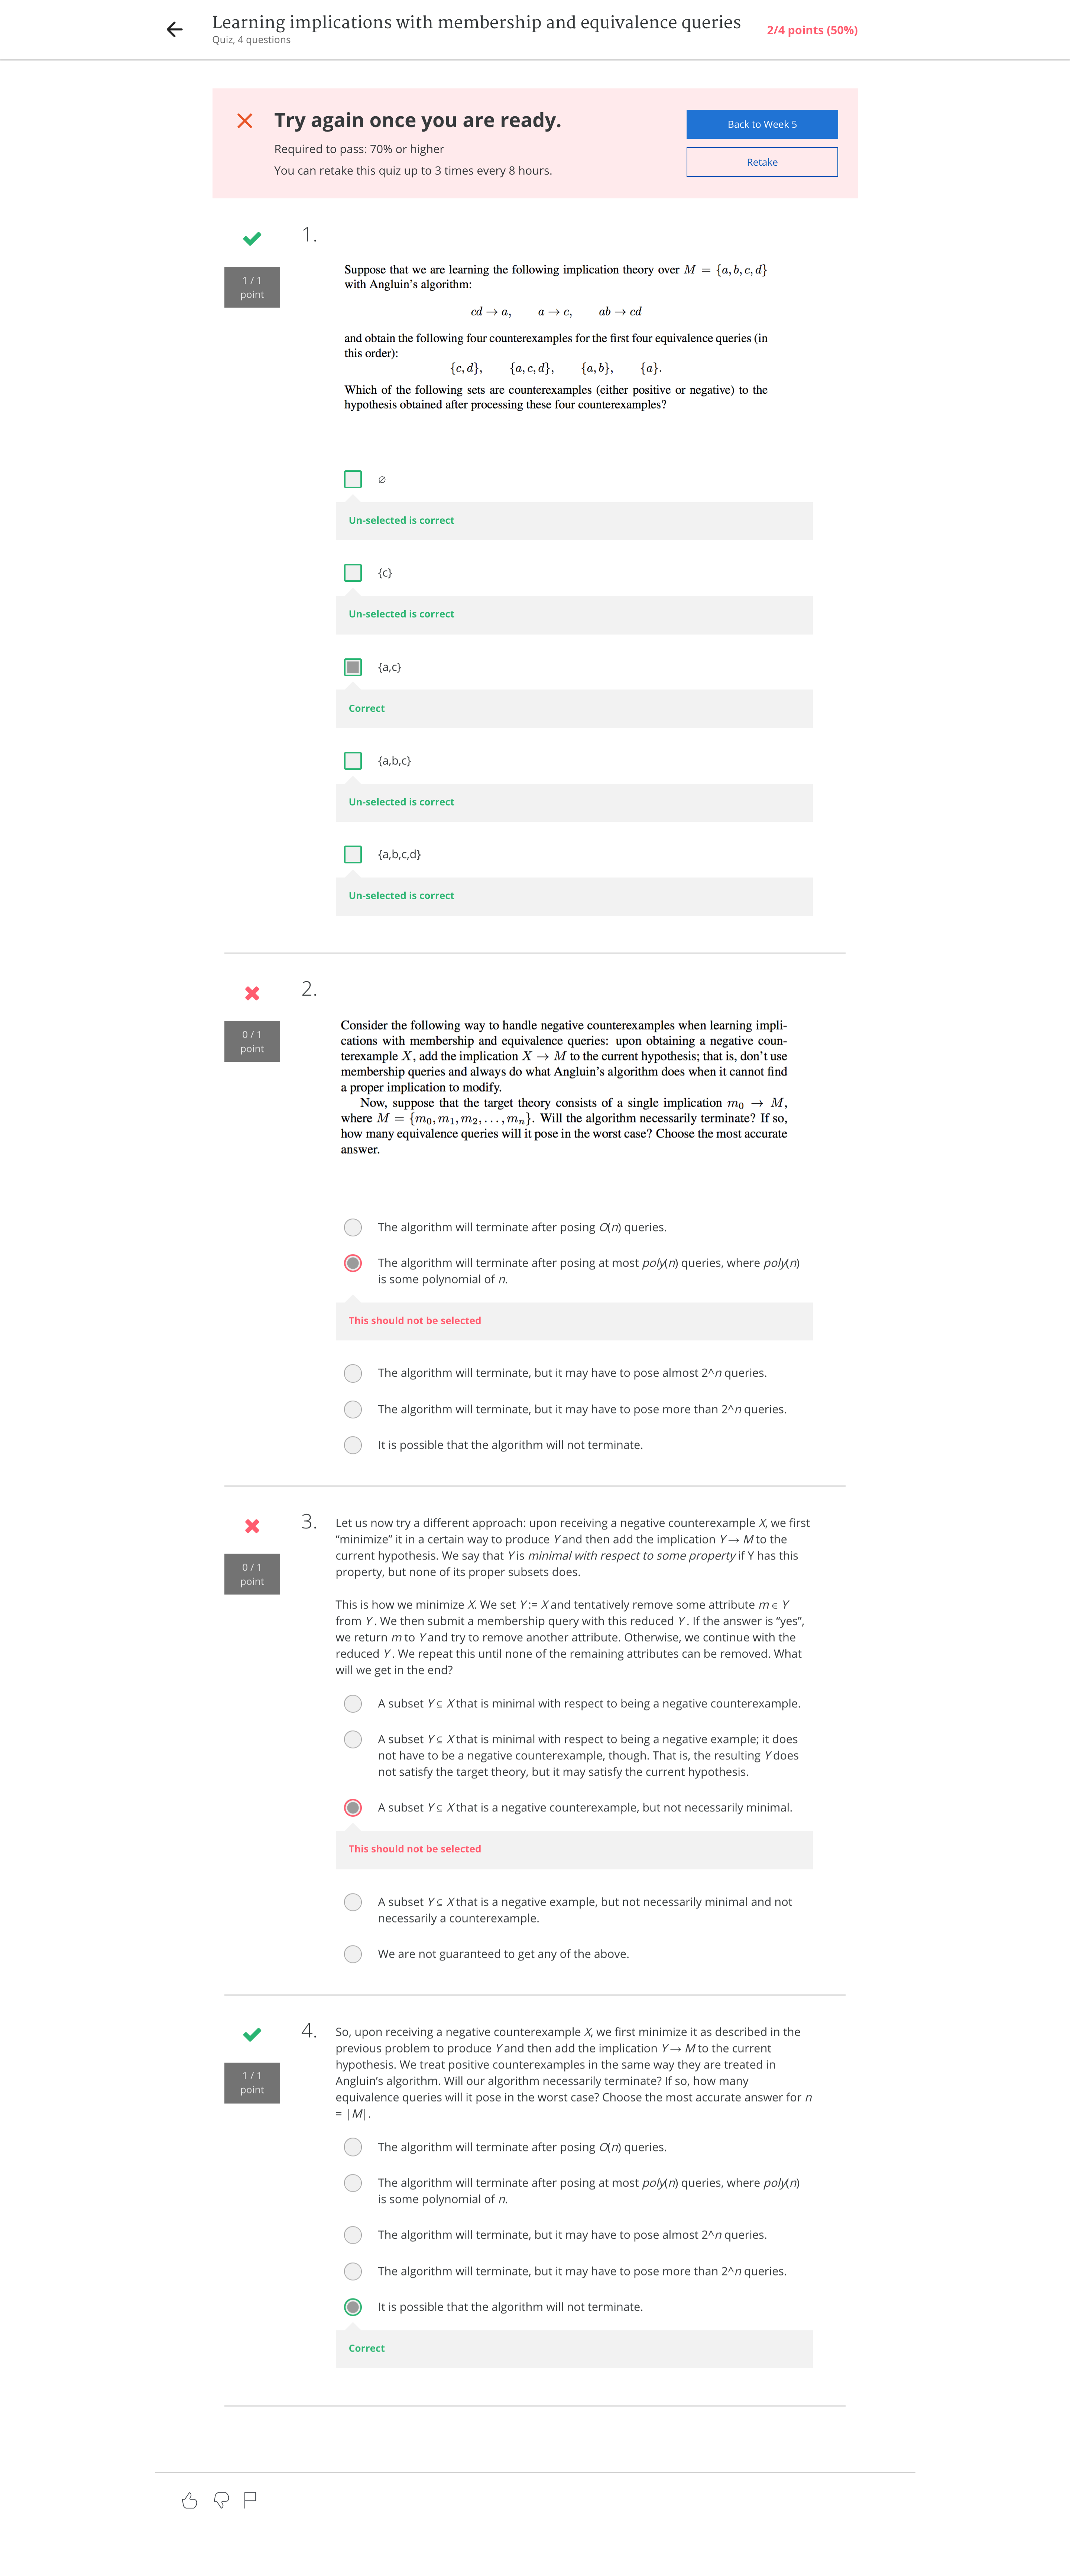 Learning implications with membership and equivalence queries
Quiz, 4 questions
2/4 points (50%)
Try again once you are ready.
Required to pass: 70% or higher
You can retake this quiz up to 3 times every 8 hours.
Back to Week 5
Retake
1.
1 / 1
point
Suppose that we are learning the following implication theory over M = {a, b, c, d}
with Angluin's algorithm:
cd → a, a → c, ab → cd
and obtain the following four counterexamples for the first four equivalence queries (in
this order):
{c, d}, {a, c, d}, {a, b}, {a}.
Which of the following sets are counterexamples (either positive or negative) to the
hypothesis obtained after processing these four counterexamples?
∅
Un-selected is correct
{c}
Un-selected is correct
{a,c}
Correct
{a,b,c}
Un-selected is correct
{a,b,c,d}
Un-selected is correct
2.
0 / 1
point
Consider the following way to handle negative counterexamples when learning impli-
cations with membership and equivalence queries: upon obtaining a negative coun-
terexample X, add the implication X → M to the current hypothesis; that is, don't use
membership queries and always do what Angluin's algorithm does when it cannot find
a proper implication to modify.
Now, suppose that the target theory consists of a single implication m₀ → M,
where M = {m₀, m₁, m₂, . . . , mₙ}. Will the algorithm necessarily terminate? If so,
how many equivalence queries will it pose in the worst case? Choose the most accurate
answer.
The algorithm will terminate after posing O(n) queries.
The algorithm will terminate after posing at most poly(n) queries, where poly(n)
is some polynomial of n.
This should not be selected
The algorithm will terminate, but it may have to pose almost 2^n queries.
The algorithm will terminate, but it may have to pose more than 2^n queries.
It is possible that the algorithm will not terminate.
3.
0 / 1
point
Let us now try a different approach: upon receiving a negative counterexample X, we first
“minimize” it in a certain way to produce Y and then add the implication Y → M to the
current hypothesis. We say that Y is minimal with respect to some property if Y has this
property, but none of its proper subsets does.
This is how we minimize X. We set Y := X and tentatively remove some attribute m ∈ Y
from Y . We then submit a membership query with this reduced Y . If the answer is “yes”,
we return m to Y and try to remove another attribute. Otherwise, we continue with the
reduced Y . We repeat this until none of the remaining attributes can be removed. What
will we get in the end?
A subset Y ⊆ X that is minimal with respect to being a negative counterexample.
A subset Y ⊆ X that is minimal with respect to being a negative example; it does
not have to be a negative counterexample, though. That is, the resulting Y does
not satisfy the target theory, but it may satisfy the current hypothesis.
A subset Y ⊆ X that is a negative counterexample, but not necessarily minimal.
This should not be selected
A subset Y ⊆ X that is a negative example, but not necessarily minimal and not
necessarily a counterexample.
We are not guaranteed to get any of the above.
4.
1 / 1
point
So, upon receiving a negative counterexample X, we first minimize it as described in the
previous problem to produce Y and then add the implication Y → M to the current
hypothesis. We treat positive counterexamples in the same way they are treated in
Angluin's algorithm. Will our algorithm necessarily terminate? If so, how many
equivalence queries will it pose in the worst case? Choose the most accurate answer for n
= |M|.
The algorithm will terminate after posing O(n) queries.
The algorithm will terminate after posing at most poly(n) queries, where poly(n)
is some polynomial of n.
The algorithm will terminate, but it may have to pose almost 2^n queries.
The algorithm will terminate, but it may have to pose more than 2^n queries.
It is possible that the algorithm will not terminate.
Correct